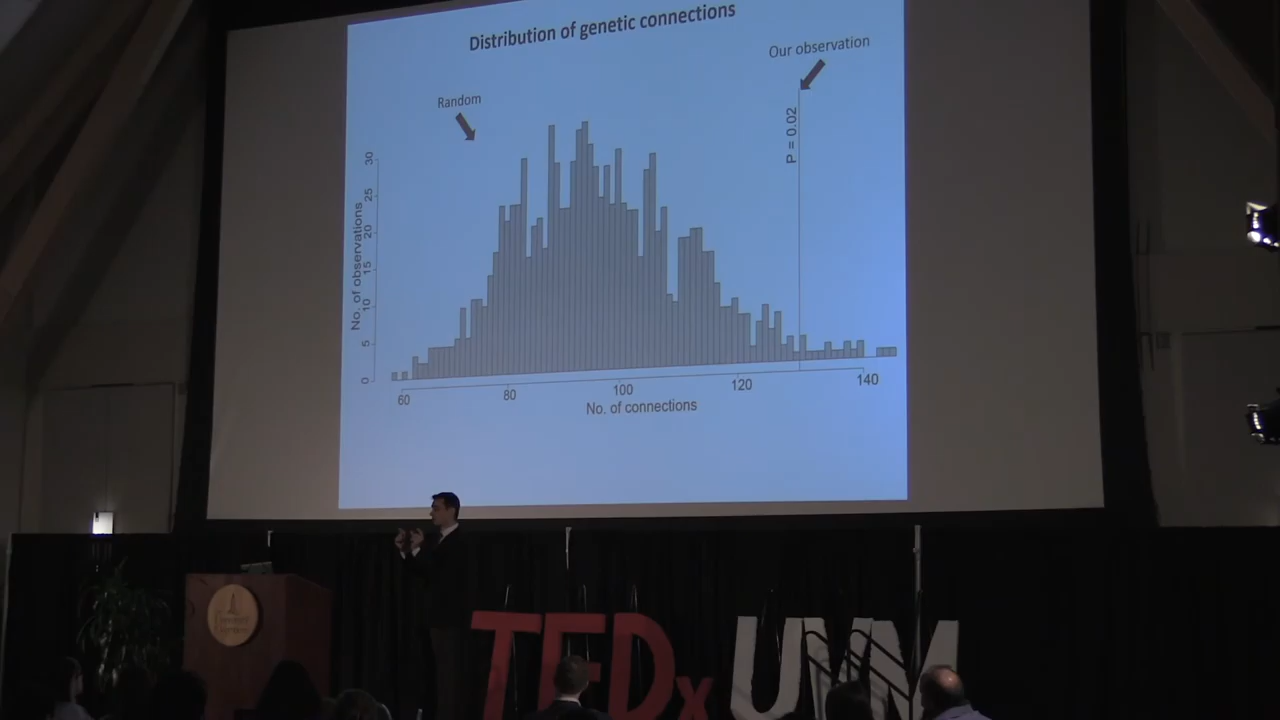 Distribution of genetic connections
Our observation
Random
P = 0.02
No. of observations
0
5
10
15
20
25
30
60
80
100
120
140
No. of connections
TEDx UVM